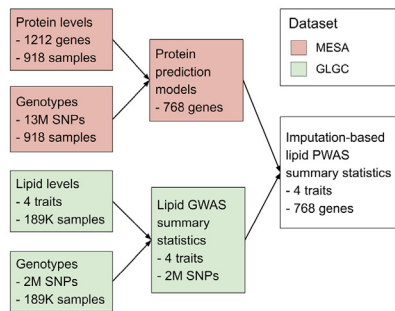 Protein levels
- 1212 genes
- 918 samples
Genotypes
- 13M SNPs
- 918 samples
Protein
prediction
models
- 768 genes
Lipid levels
- 4 traits
- 189K samples
Genotypes
- 2M SNPs
- 189K samples
Lipid GWAS
summary
statistics
- 4 traits
- 2M SNPs
Imputation-based
lipid PWAS
summary statistics
- 4 traits
- 768 genes
Dataset
MESA
GLGC